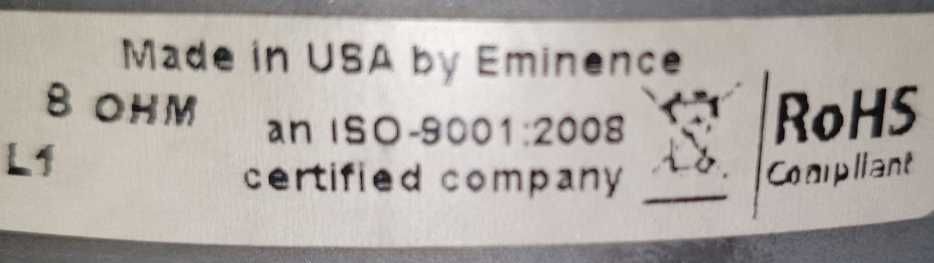 Made in USA by Eminence
8 OHM
an ISO-9001:2008
L1
certified company
RoHS
Compliant